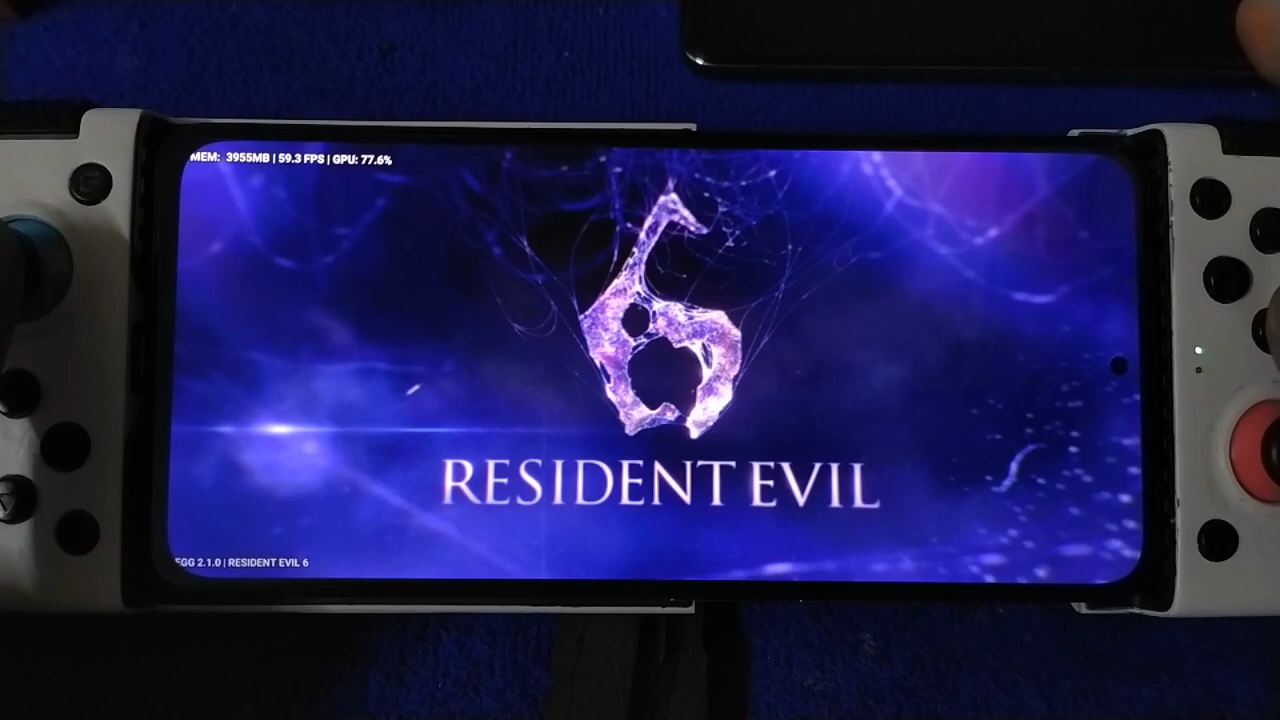 MEM: 3955MB | 59.3 FPS | GPU: 77.6%
6
RESIDENT EVIL
EGG 2.1.0 | RESIDENT EVIL 6